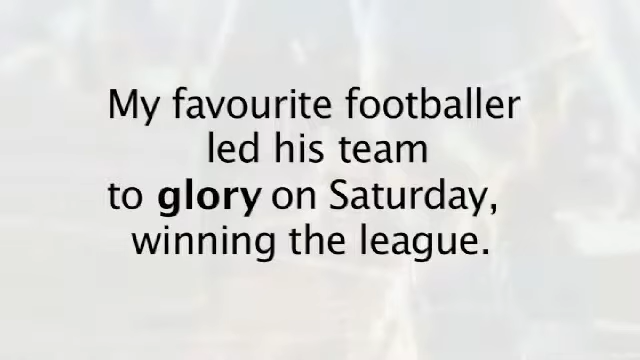 My favourite footballer
led his team
to glory on Saturday,
winning the league.